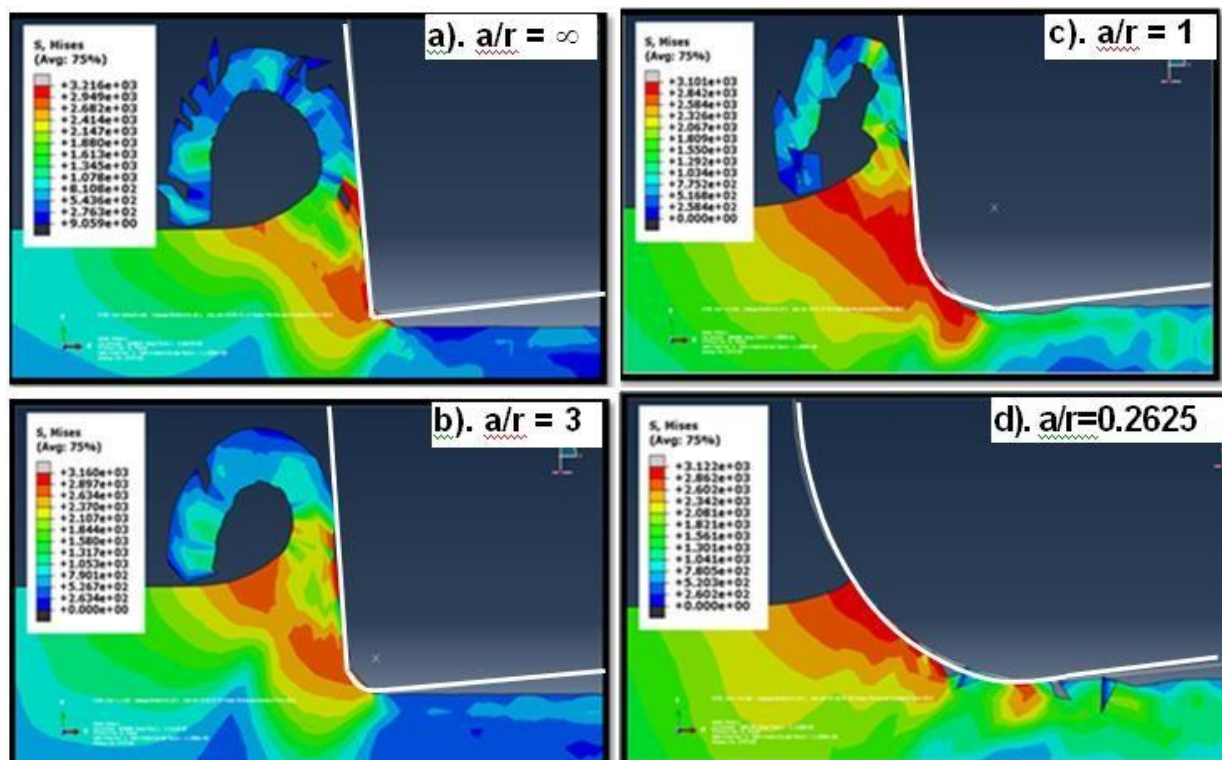 a). a/r = ∞
S, Mises
(Avg: 75%)
+3.216e+03
+2.949e+03
+2.682e+03
+2.414e+03
+2.147e+03
+1.880e+03
+1.613e+03
+1.345e+03
+1.078e+03
+8.108e+02
+5.436e+02
+2.763e+02
+9.059e+00
c). a/r = 1
S, Mises
(Avg: 75%)
+3.101e+03
+2.842e+03
+2.584e+03
+2.326e+03
+2.067e+03
+1.809e+03
+1.550e+03
+1.292e+03
+1.034e+03
+7.752e+02
+5.168e+02
+2.584e+02
+0.000e+00
b). a/r = 3
S, Mises
(Avg: 75%)
+3.160e+03
+2.897e+03
+2.634e+03
+2.370e+03
+2.107e+03
+1.844e+03
+1.580e+03
+1.317e+03
+1.053e+03
+7.901e+02
+5.267e+02
+2.634e+02
+0.000e+00
d). a/r=0.2625
S, Mises
(Avg: 75%)
+3.122e+03
+2.862e+03
+2.602e+03
+2.342e+03
+2.081e+03
+1.821e+03
+1.561e+03
+1.301e+03
+1.041e+03
+7.805e+02
+5.203e+02
+2.602e+02
+0.000e+00